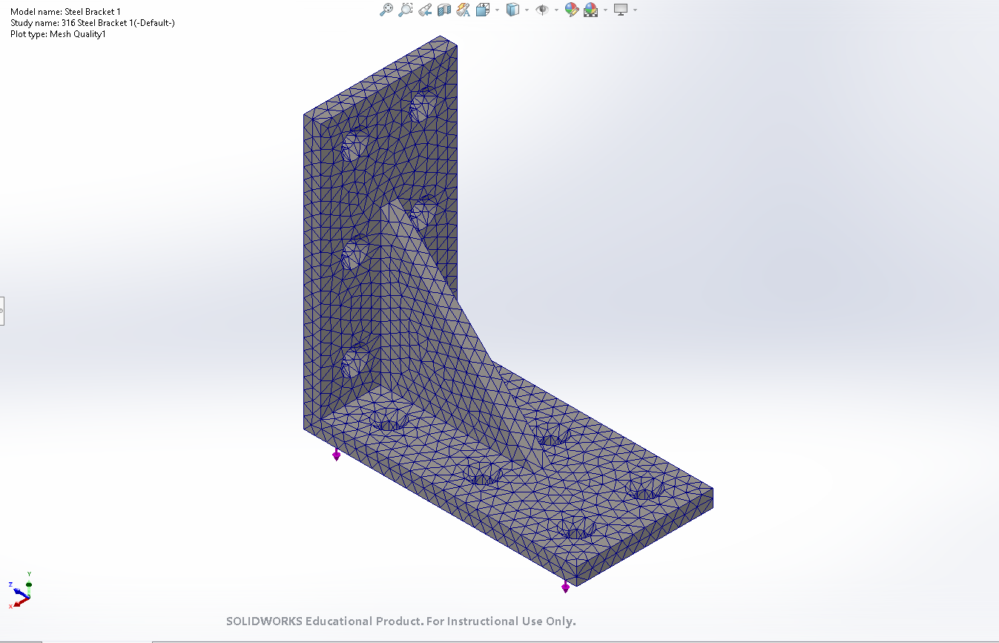 Model name: Steel Bracket 1
Study name: 316 Steel Bracket 1(-Default-)
Plot type: Mesh Quality1
Y
Z
X
SOLIDWORKS Educational Product. For Instructional Use Only.